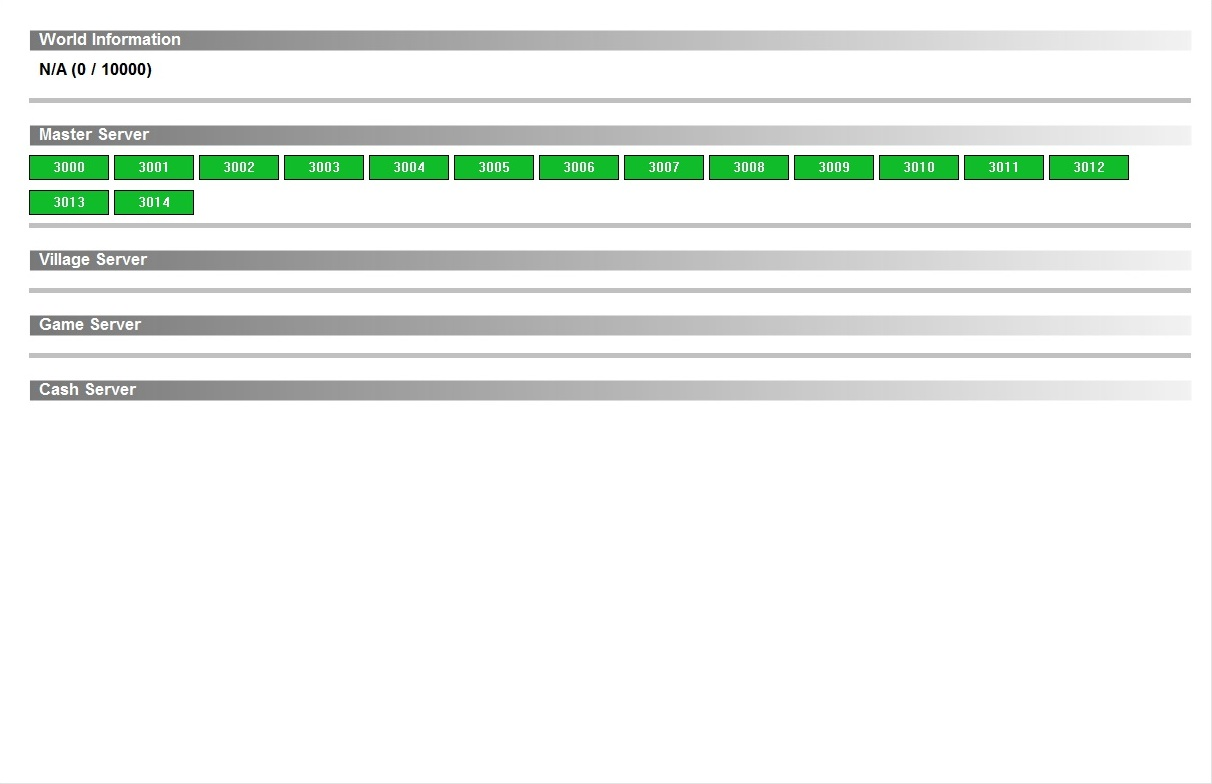 World Information
N/A (0 / 10000)
Master Server
3000 3001 3002 3003 3004 3005 3006 3007 3008 3009 3010 3011 3012
3013 3014
Village Server
Game Server
Cash Server